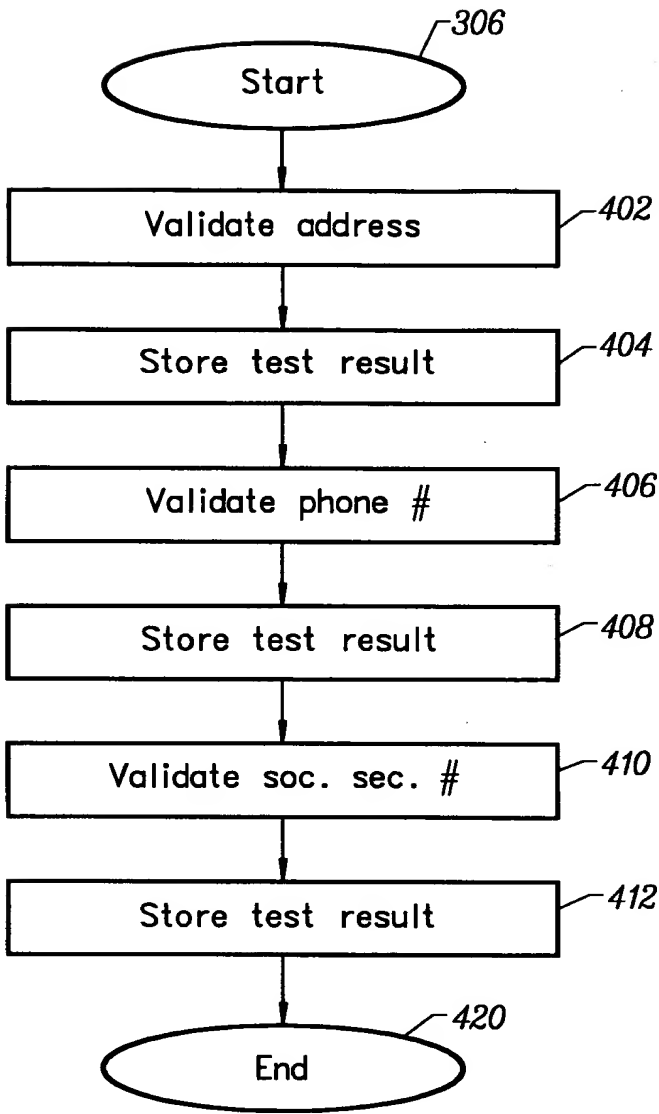 306
Start
402
Validate address
404
Store test result
406
Validate phone #
408
Store test result
410
Validate soc. sec. #
412
Store test result
420
End